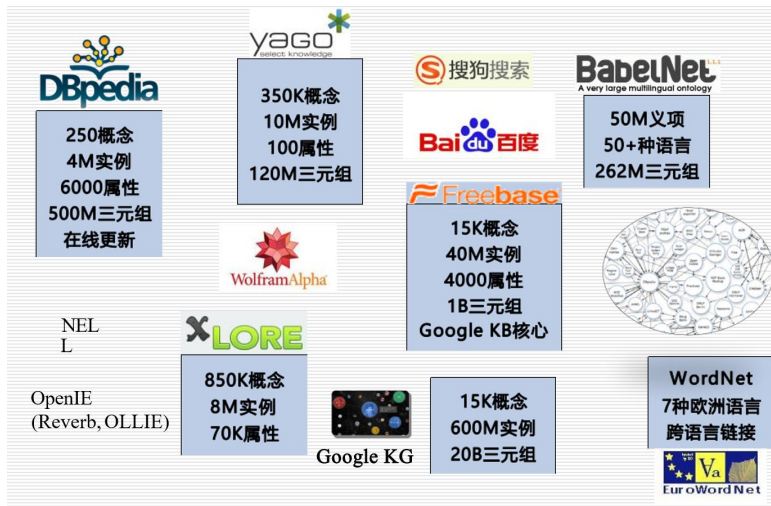 DBpedia
250概念
4M实例
6000属性
500M三元组
在线更新
yago
select knowledge
350K概念
10M实例
100属性
120M三元组
S搜狗搜索
Bai du 百度
BabelNet 1.1.1
A very large multilingual ontology
50M义项
50+种语言
262M三元组
Freebase
15K概念
40M实例
4000属性
1B三元组
Google KB核心
WolframAlpha
NEL
L
XLORE
850K概念
8M实例
70K属性
OpenIE
(Reverb, OLLIE)
Google KG
15K概念
600M实例
20B三元组
WordNet
7种欧洲语言
跨语言链接
Va
EuroWordNet